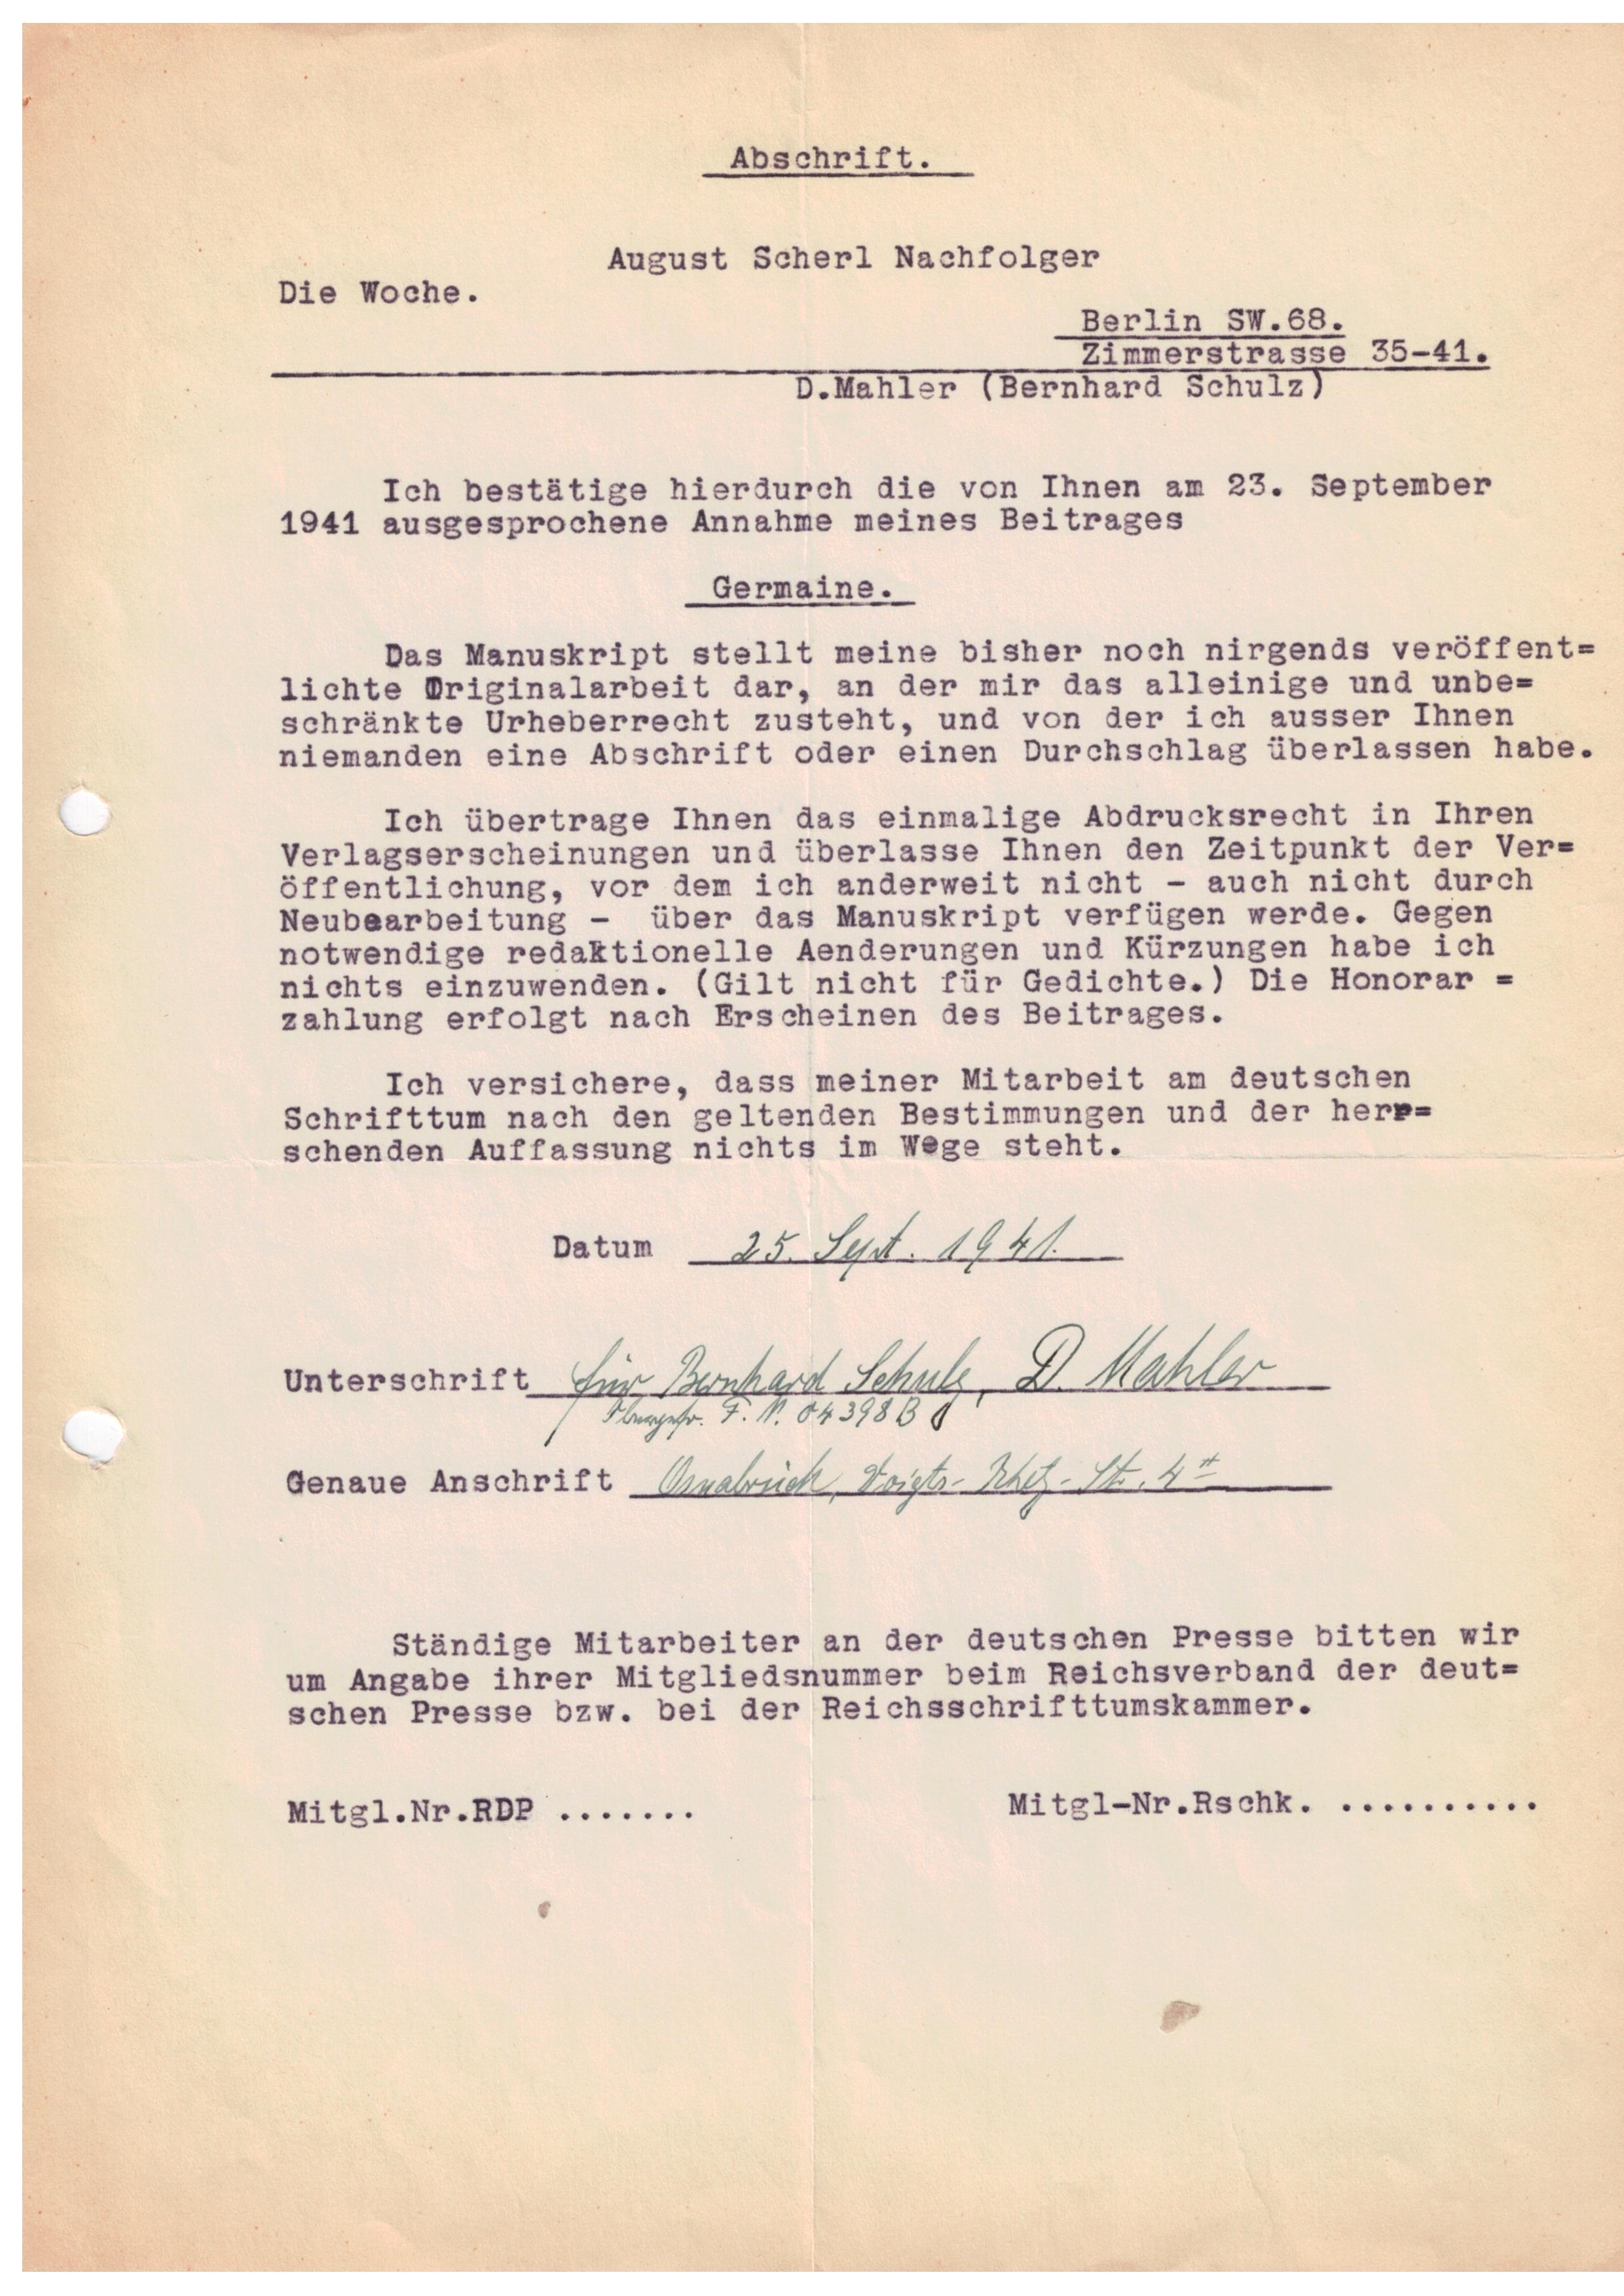 Abschrift.
August Scherl Nachfolger
Die Woche.
Berlin SW.68.
Zimmerstrasse 35-41.
D.Mahler (Bernhard Schulz)
Ich bestätige hierdurch die von Ihnen am 23. September
1941 ausgesprochene Annahme meines Beitrages
Germaine.
Das Manuskript stellt meine bisher noch nirgends veröffent=
lichte Originalarbeit dar, an der mir das alleinige und unbe=
schränkte Urheberrecht zusteht, und von der ich ausser Ihnen
niemanden eine Abschrift oder einen Durchschlag überlassen habe.
Ich übertrage Ihnen das einmalige Abdrucksrecht in Ihren
Verlagserscheinungen und überlasse Ihnen den Zeitpunkt der Ver=
öffentlichung, vor dem ich anderweit nicht - auch nicht durch
Neubearbeitung - über das Manuskript verfügen werde. Gegen
notwendige redaktionelle Aenderungen und Kürzungen habe ich
nichts einzuwenden. (Gilt nicht für Gedichte.) Die Honorar =
zahlung erfolgt nach Erscheinen des Beitrages.
Ich versichere, dass meiner Mitarbeit am deutschen
Schrifttum nach den geltenden Bestimmungen und der herr=
schenden Auffassung nichts im Wege steht.
Datum 25. Sept. 1941.
Unterschrift für Bernhard Schulz, D. Mahler
F. N. 04398 B
Genaue Anschrift Osnabrück, Voigts-Rhetz-Str. 4
Ständige Mitarbeiter an der deutschen Presse bitten wir
um Angabe ihrer Mitgliedsnummer beim Reichsverband der deut=
schen Presse bzw. bei der Reichsschrifttumskammer.
Mitgl.Nr.RDP ....... Mitgl-Nr.Rschk. ..........